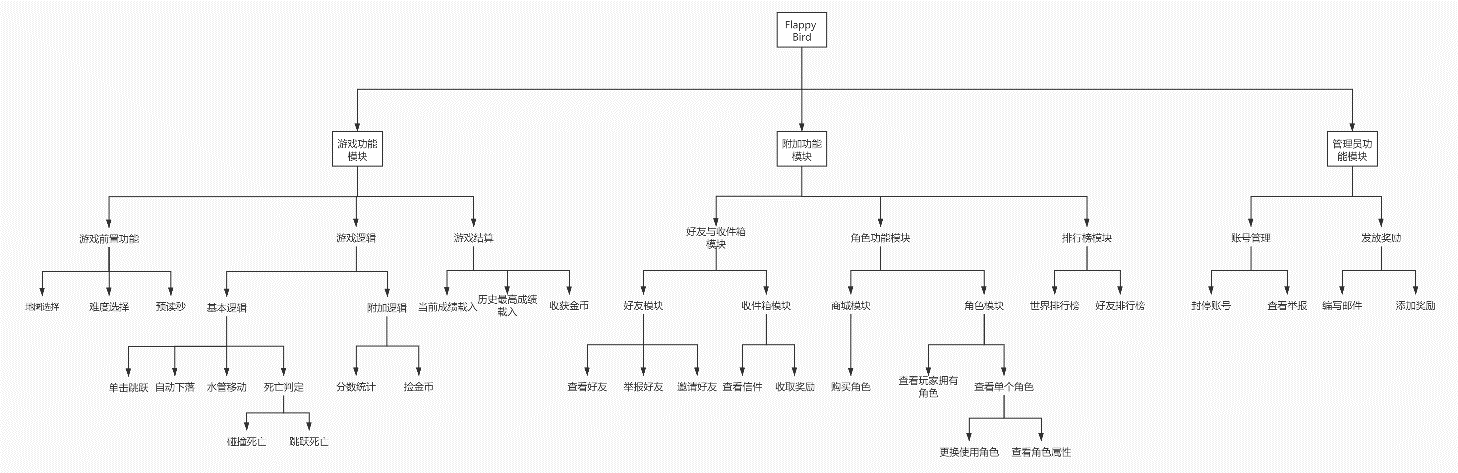 Flappy
Bird
游戏功能
模块
附加功能
模块
管理员功
能模块
游戏前置功能
游戏逻辑
游戏结算
好友与收件箱
模块
角色功能模块
排行榜模块
账号管理
发放奖励
地图选择
难度选择
预读秒
基本逻辑
附加逻辑
当前成绩载入
历史最高成绩
载入
收获金币
好友模块
收件箱模块
商城模块
角色模块
世界排行榜
好友排行榜
封停账号
查看举报
编写邮件
添加奖励
单击跳跃
自动下落
水管移动
死亡判定
分数统计
捡金币
查看好友
举报好友
邀请好友
查看信件
收取奖励
购买角色
查看玩家拥有
角色
查看单个角色
碰撞死亡
跳跃死亡
更换使用角色
查看角色属性